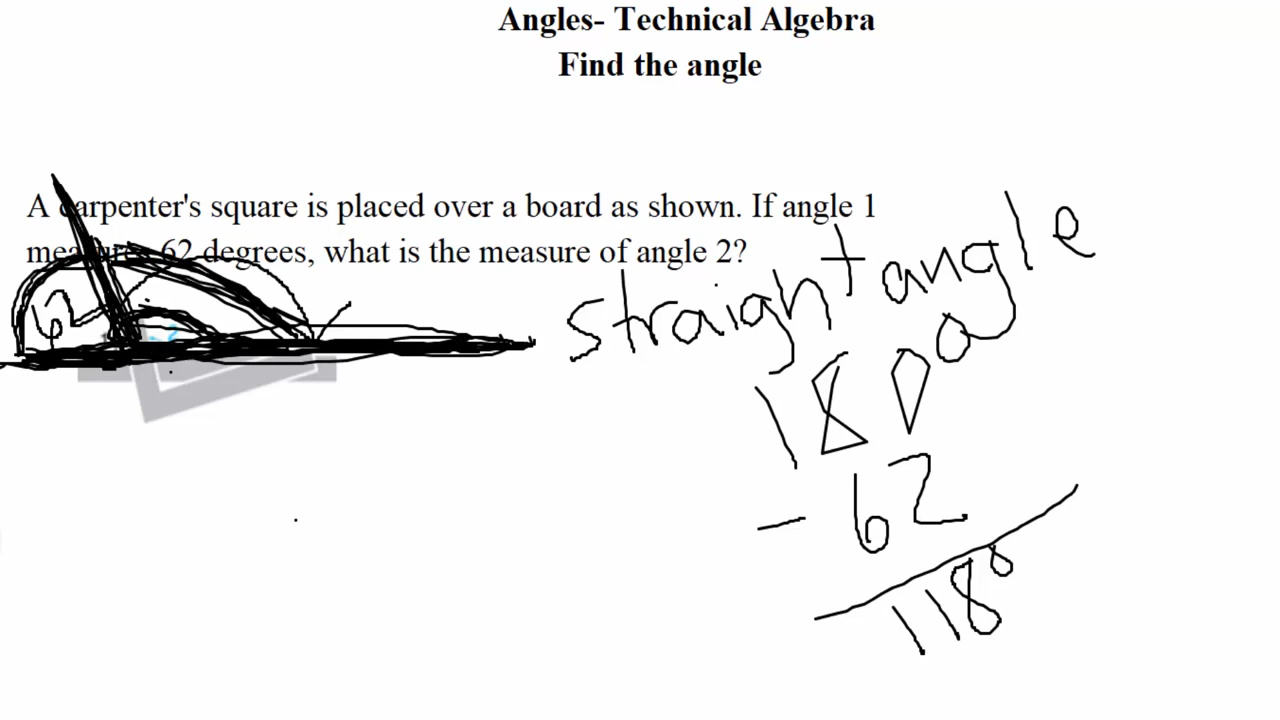 Angles- Technical Algebra
Find the angle
A carpenter's square is placed over a board as shown. If angle 1
measures 62 degrees, what is the measure of angle 2?
62
2
straight angle
180°
- 62
118°